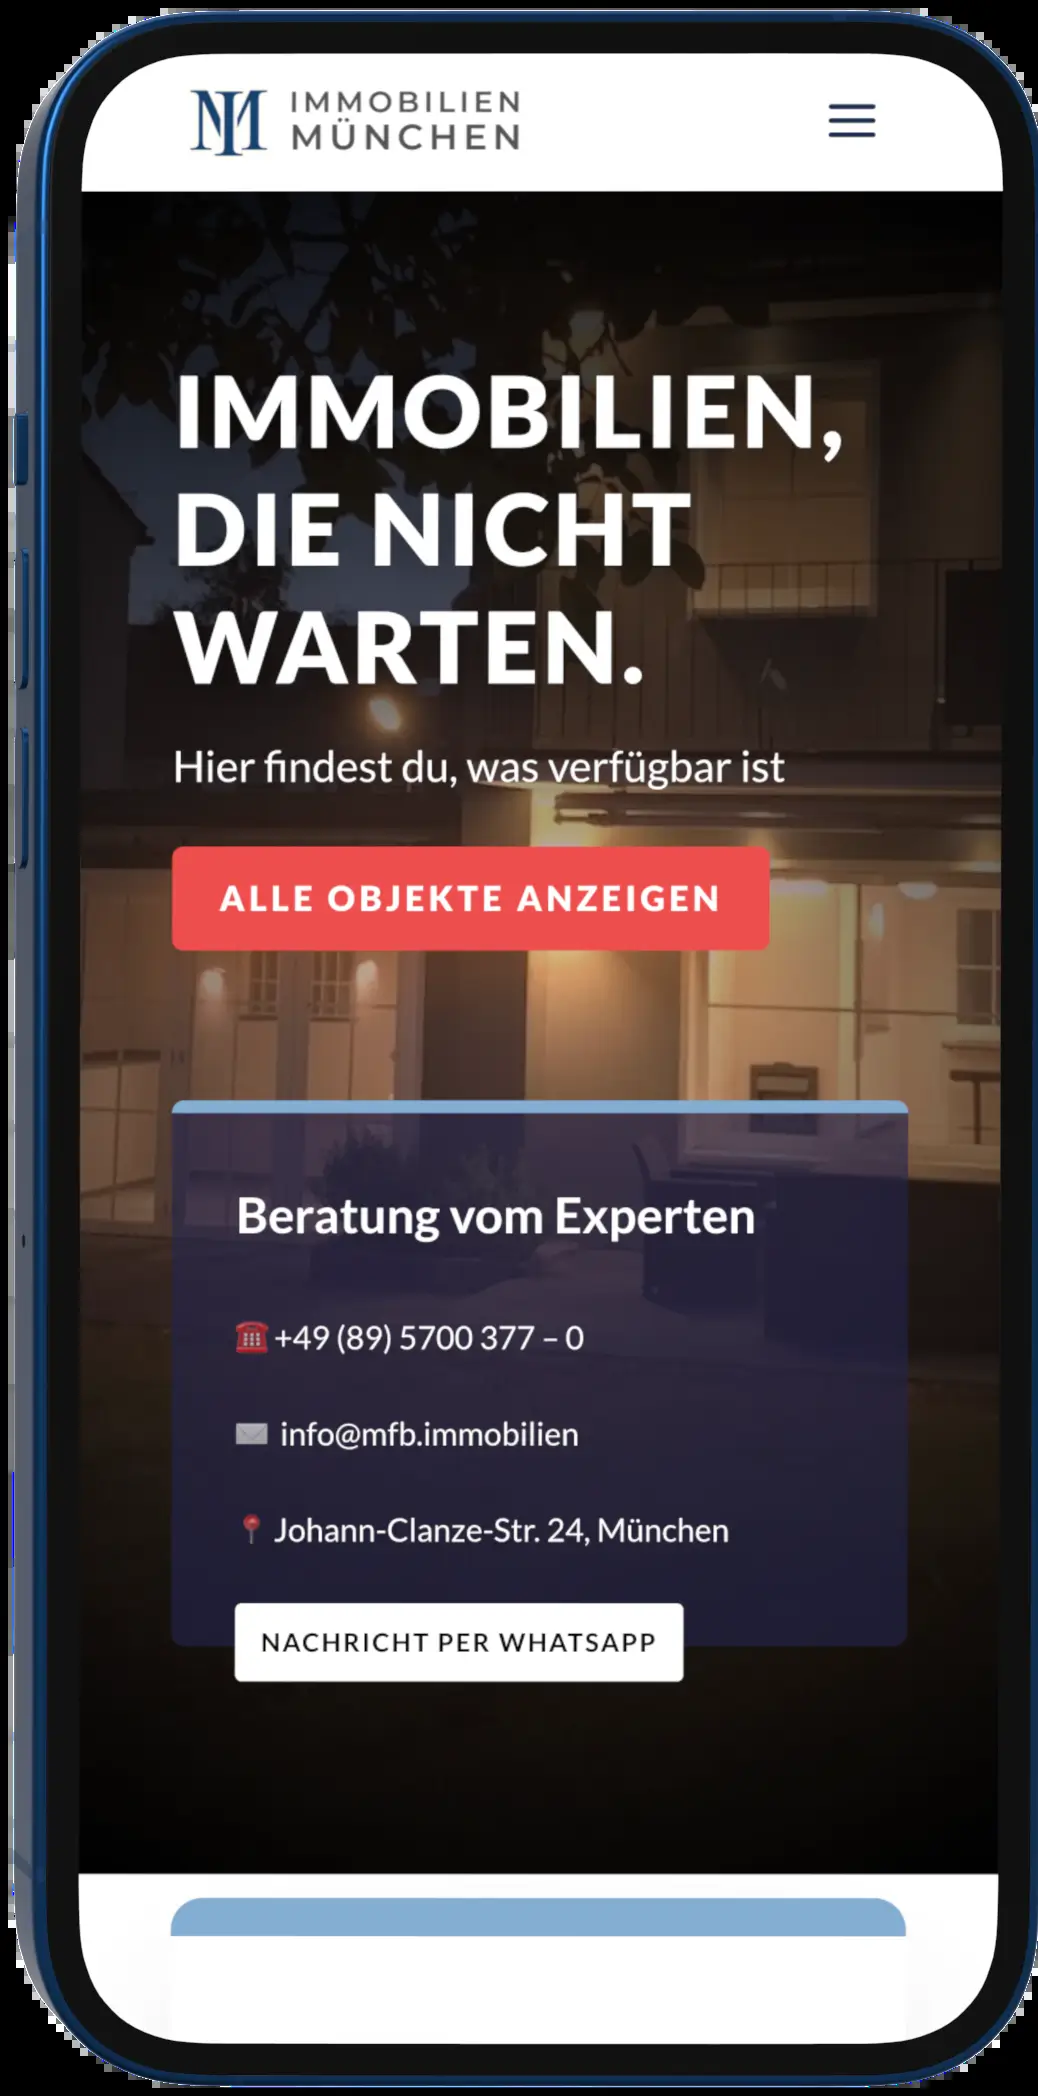 IMMOBILIEN
MÜNCHEN
IMMOBILIEN,
DIE NICHT
WARTEN.
Hier findest du, was verfügbar ist
ALLE OBJEKTE ANZEIGEN
Beratung vom Experten
☎️ +49 (89) 5700 377 – 0
✉️ info@mfb.immobilien
📍 Johann-Clanze-Str. 24, München
NACHRICHT PER WHATSAPP